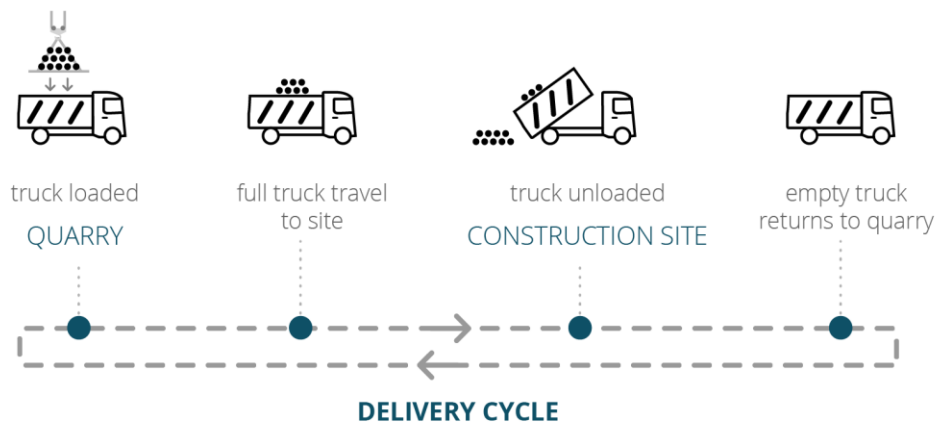 truck loaded
QUARRY
full truck travel
to site
truck unloaded
CONSTRUCTION SITE
empty truck
returns to quarry
DELIVERY CYCLE